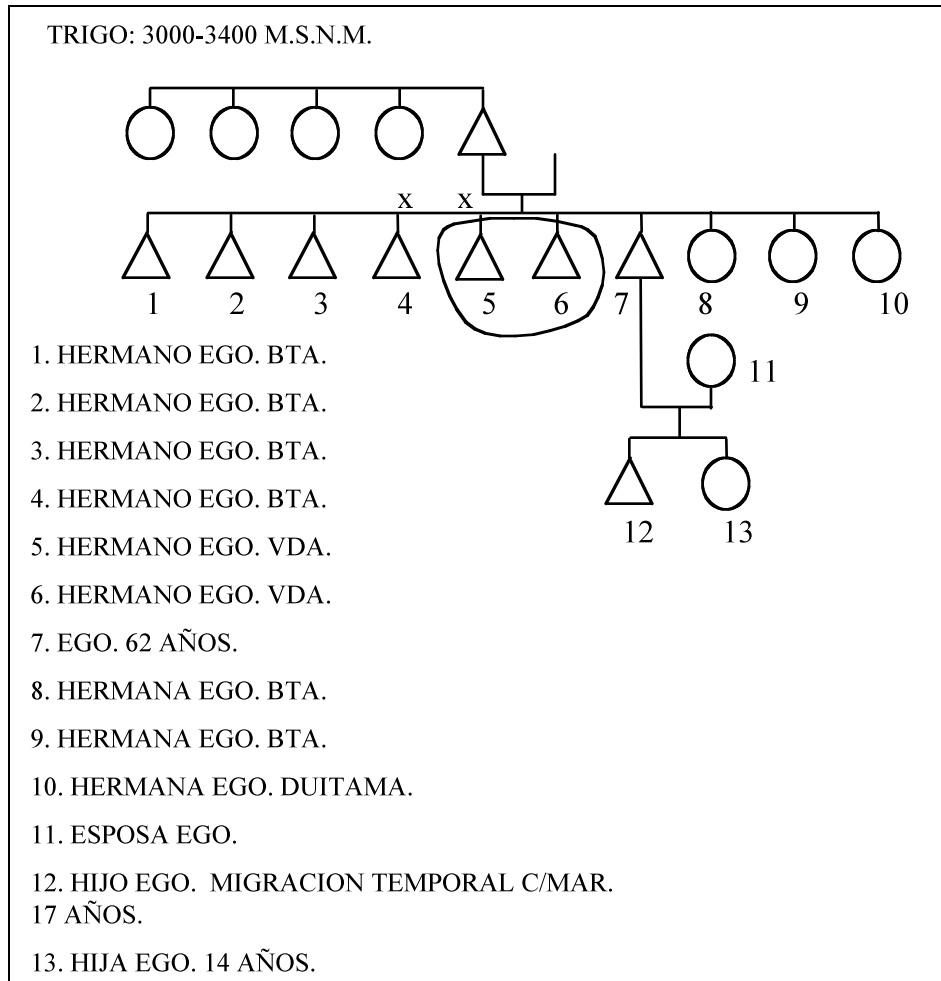 TRIGO: 3000-3400 M.S.N.M.
x x
1 2 3 4 5 6 7 8 9 10
11
12 13
1. HERMANO EGO. BTA.
2. HERMANO EGO. BTA.
3. HERMANO EGO. BTA.
4. HERMANO EGO. BTA.
5. HERMANO EGO. VDA.
6. HERMANO EGO. VDA.
7. EGO. 62 AÑOS.
8. HERMANA EGO. BTA.
9. HERMANA EGO. BTA.
10. HERMANA EGO. DUITAMA.
11. ESPOSA EGO.
12. HIJO EGO. MIGRACION TEMPORAL C/MAR.
17 AÑOS.
13. HIJA EGO. 14 AÑOS.